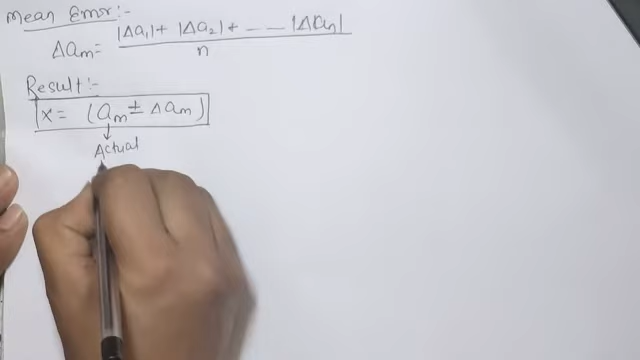 Mean Error:-
Δam= |Δa1|+ |Δa2|+ --- |Δan| / n
Result:-
x= (am ± Δam)
↓
Actual